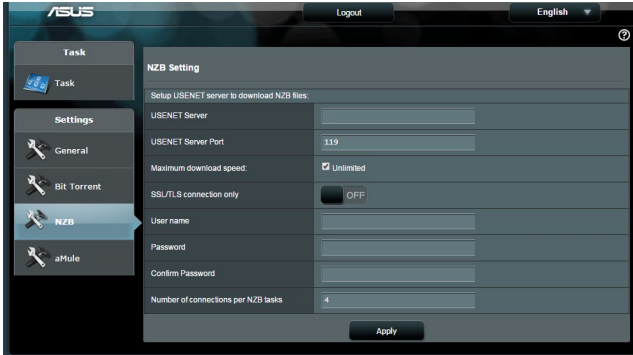 ASUS
Logout
English
?
Task
Task
Settings
General
Bit Torrent
NZB
aMule
NZB Setting
Setup USENET server to download NZB files:
USENET Server
USENET Server Port 119
Maximum download speed: Unlimited
SSL/TLS connection only OFF
User name
Password
Confirm Password
Number of connections per NZB tasks 4
Apply